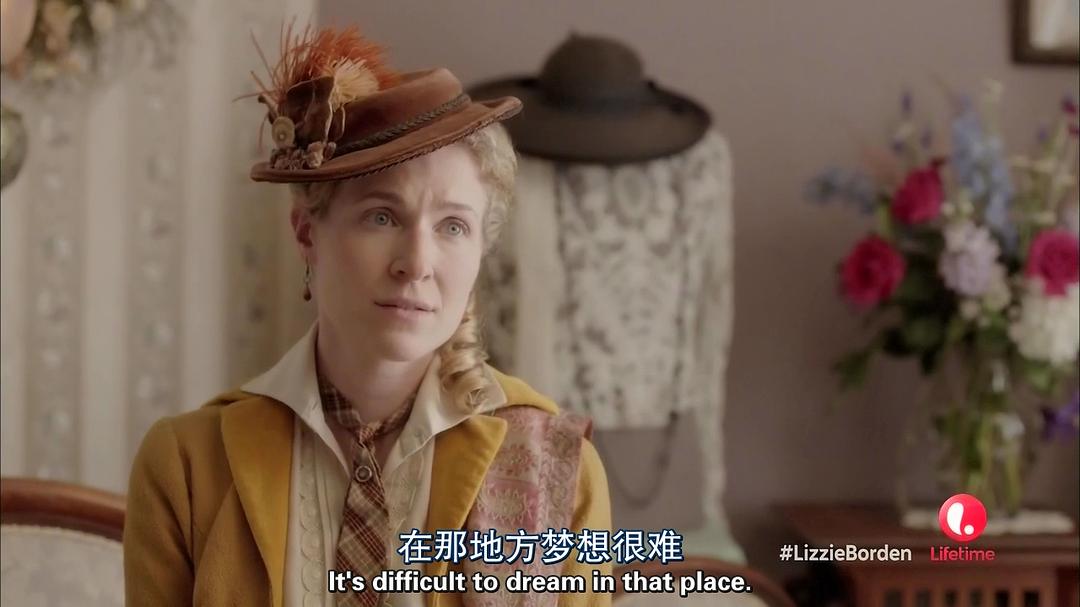 在那地方梦想很难
It's difficult to dream in that place.
#LizzieBorden
Lifetime